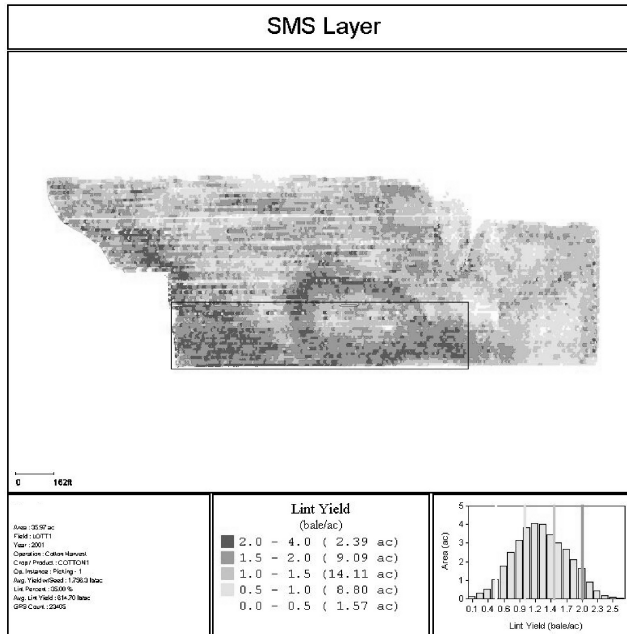 SMS Layer
0 162ft
Area : 35.97 ac
Field : LOTT1
Year : 2001
Operation : Cotton Harvest
Crop / Product : COTTON1
Op. Instance : Picking - 1
Avg. Yield w/Seed : 1,756.3 lb/ac
Lint Percent : 35.00 %
Avg. Lint Yield : 614.70 lb/ac
GPS Count : 23405
Lint Yield
(bale/ac)
2.0 - 4.0 ( 2.39 ac)
1.5 - 2.0 ( 9.09 ac)
1.0 - 1.5 (14.11 ac)
0.5 - 1.0 ( 8.80 ac)
0.0 - 0.5 ( 1.57 ac)
Area (ac)
5
4
3
2
1
0
0.1 0.4 0.6 0.8 1.0 1.2 1.4 1.7 2.0 2.3 2.5
Lint Yield (bale/ac)